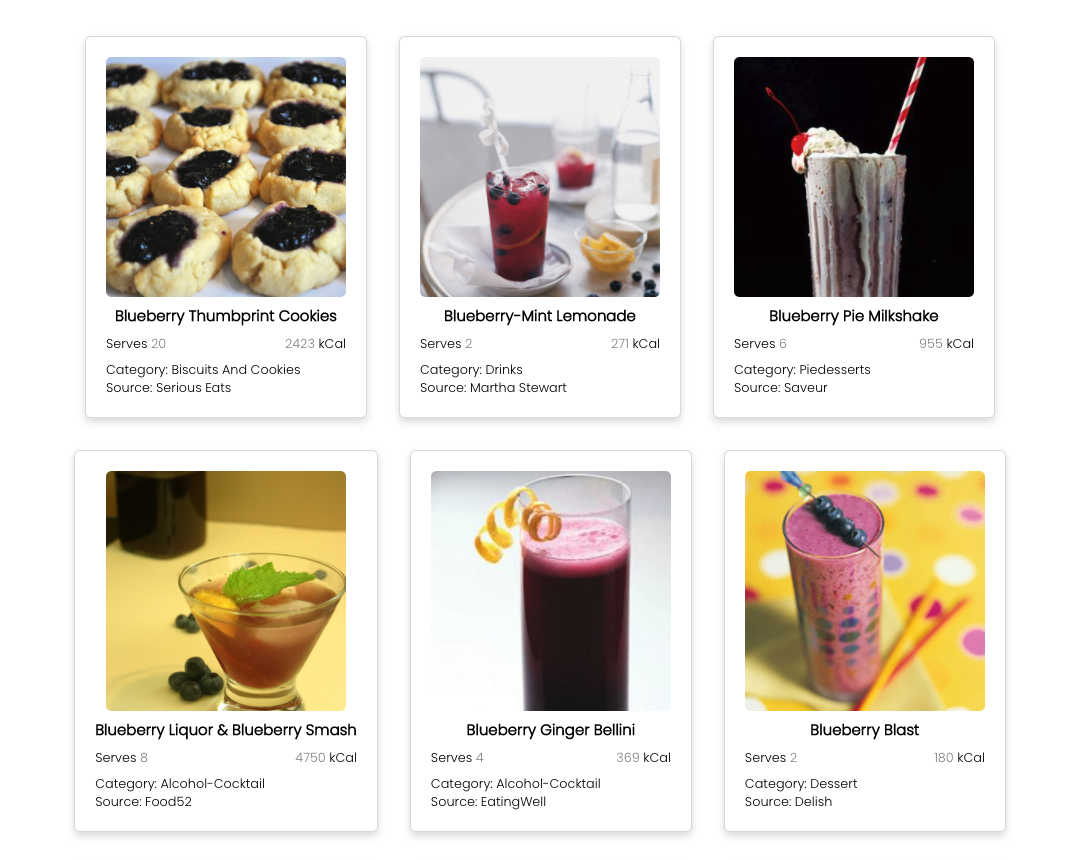 Blueberry Thumbprint Cookies
Serves 20 2423 kCal
Category: Biscuits And Cookies
Source: Serious Eats
Blueberry-Mint Lemonade
Serves 2 271 kCal
Category: Drinks
Source: Martha Stewart
Blueberry Pie Milkshake
Serves 6 955 kCal
Category: Piedesserts
Source: Saveur
Blueberry Liquor & Blueberry Smash
Serves 8 4750 kCal
Category: Alcohol-Cocktail
Source: Food52
Blueberry Ginger Bellini
Serves 4 369 kCal
Category: Alcohol-Cocktail
Source: EatingWell
Blueberry Blast
Serves 2 180 kCal
Category: Dessert
Source: Delish